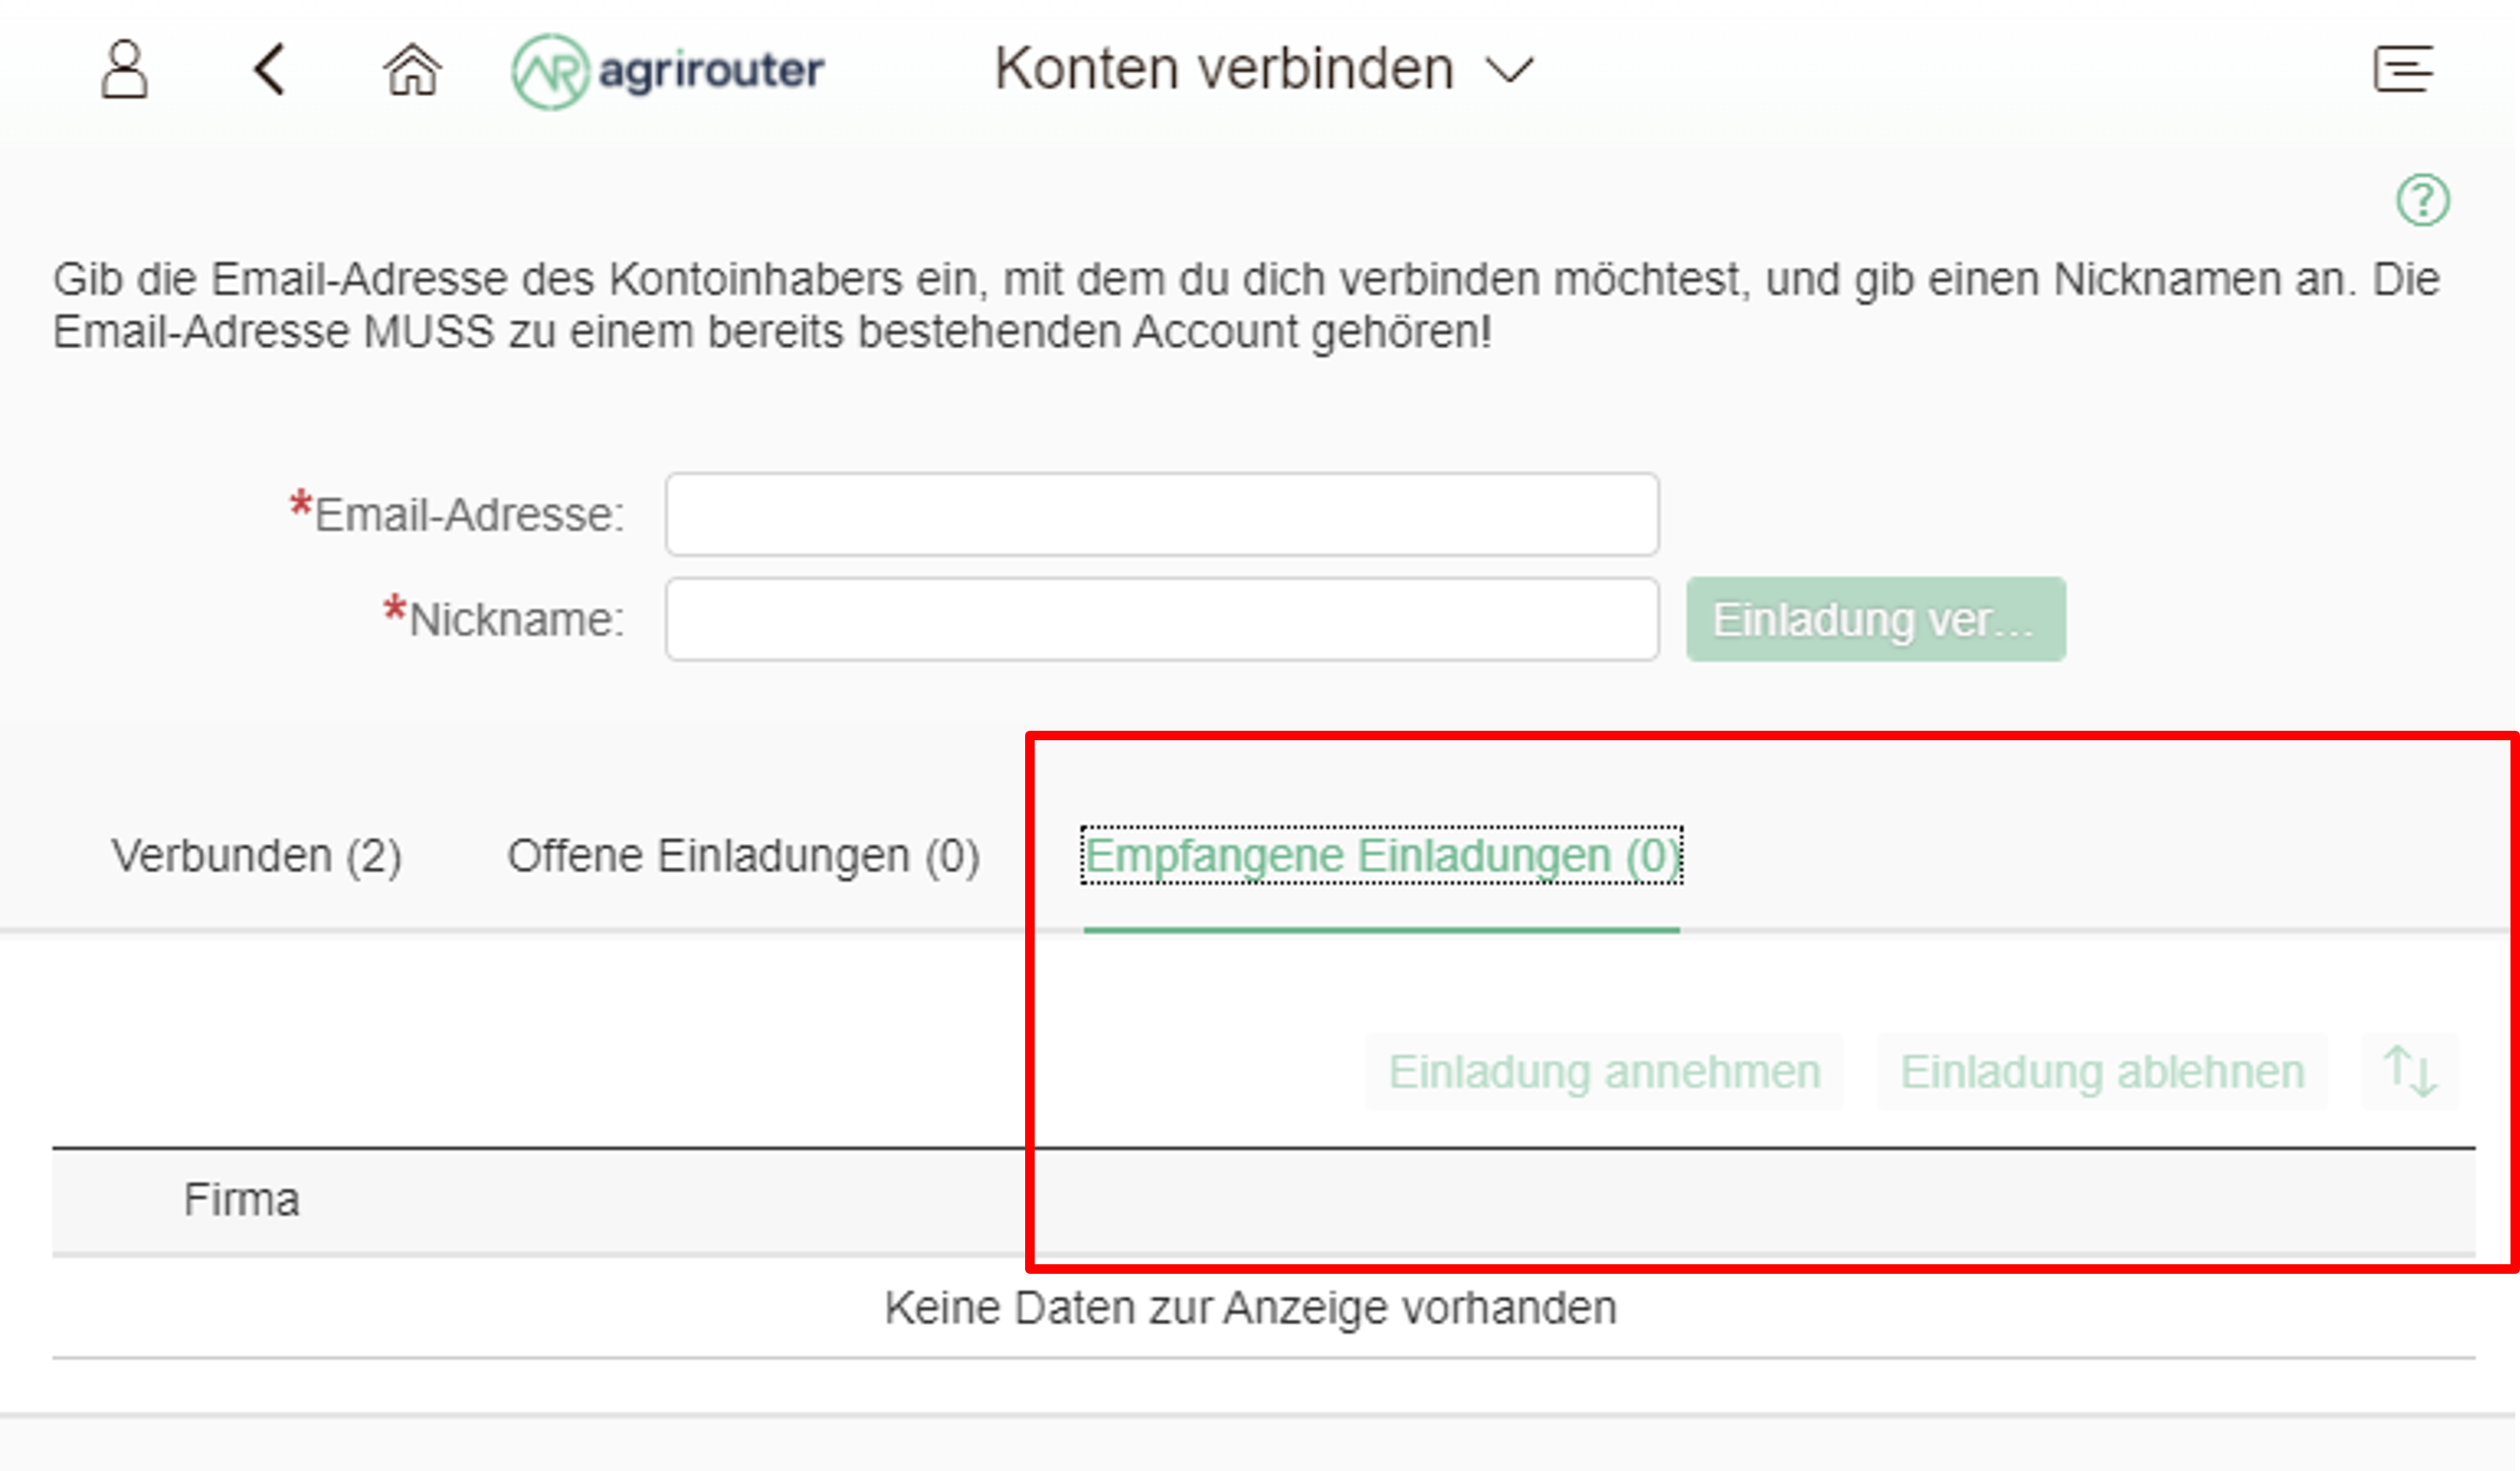 agrirouter
Konten verbinden
Gib die Email-Adresse des Kontoinhabers ein, mit dem du dich verbinden möchtest, und gib einen Nicknamen an. Die
Email-Adresse MUSS zu einem bereits bestehenden Account gehören!
*Email-Adresse:
*Nickname:
Einladung ver...
Verbunden (2)
Offene Einladungen (0)
Empfangene Einladungen (0)
Einladung annehmen
Einladung ablehnen
Firma
Keine Daten zur Anzeige vorhanden